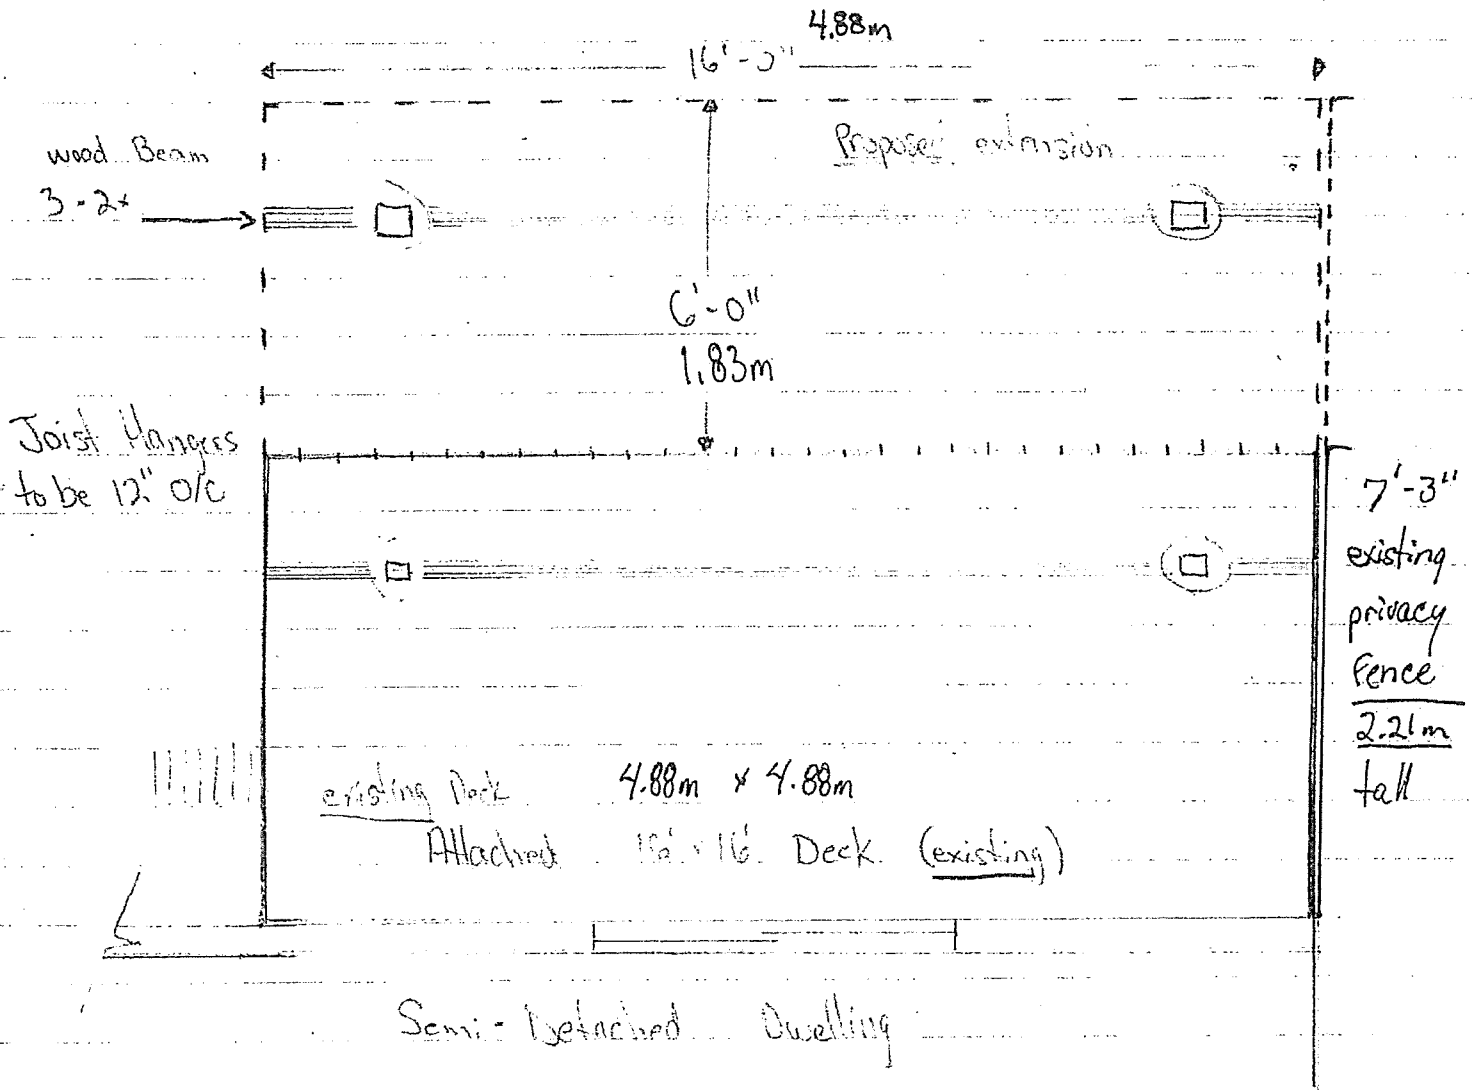 4.88m
16'-0"
Proposed extension
wood Beam
3-2x
6'-0"
1.83m
Joist Hangers
to be 12" O/C
7'-3"
existing
privacy
Fence
2.21m
tall
existing Deck 4.88m x 4.88m
Attached 16' x 16' Deck (existing)
Semi-Detached Dwelling